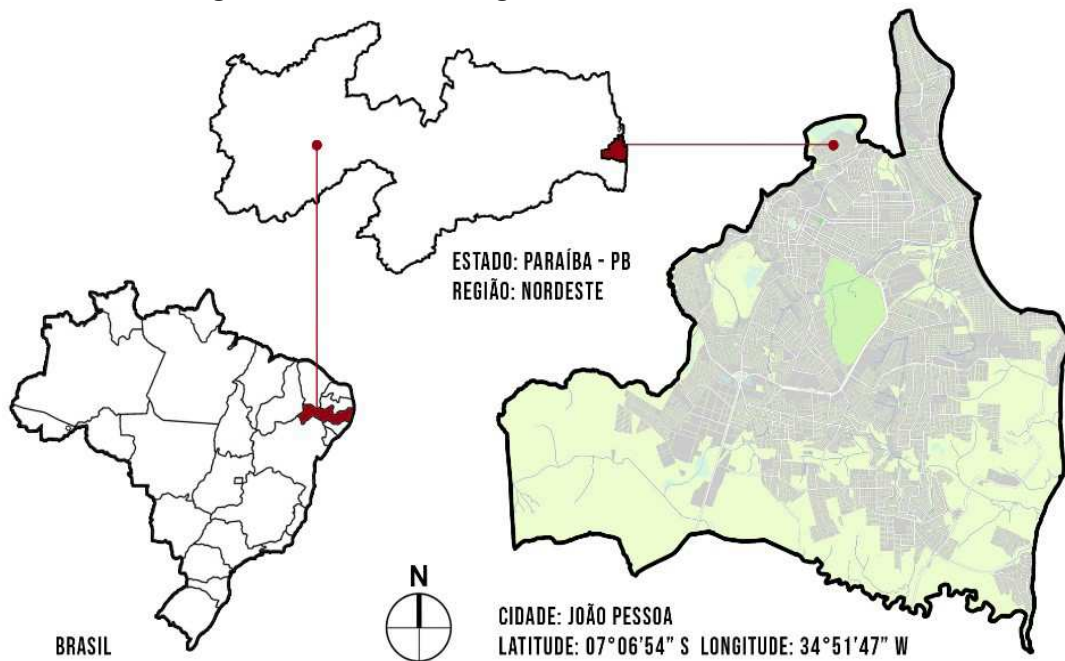 ESTADO: PARAÍBA - PB
REGIÃO: NORDESTE
N
BRASIL
CIDADE: JOÃO PESSOA
LATITUDE: 07°06'54” S LONGITUDE: 34°51'47” W